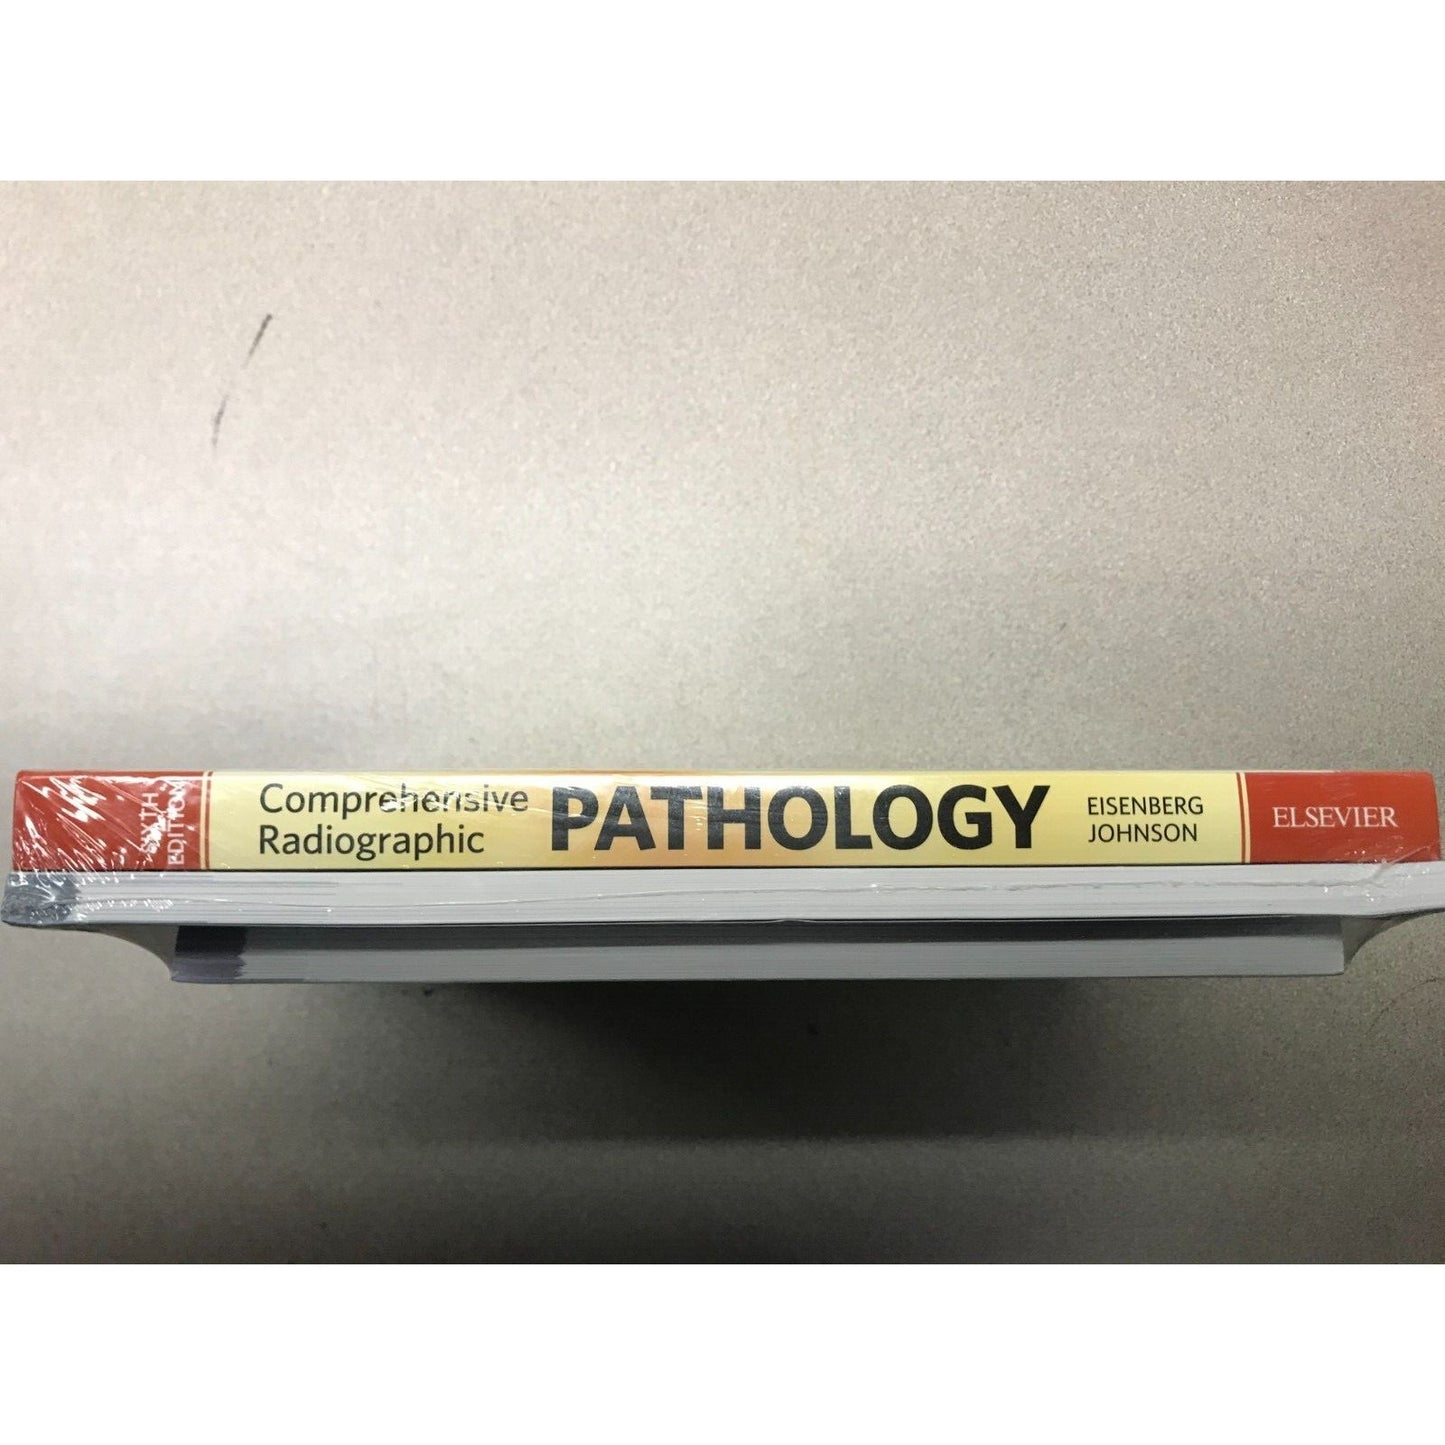 SIXTH
EDITION
Comprehensive
Radiographic
PATHOLOGY
EISENBERG
JOHNSON
ELSEVIER